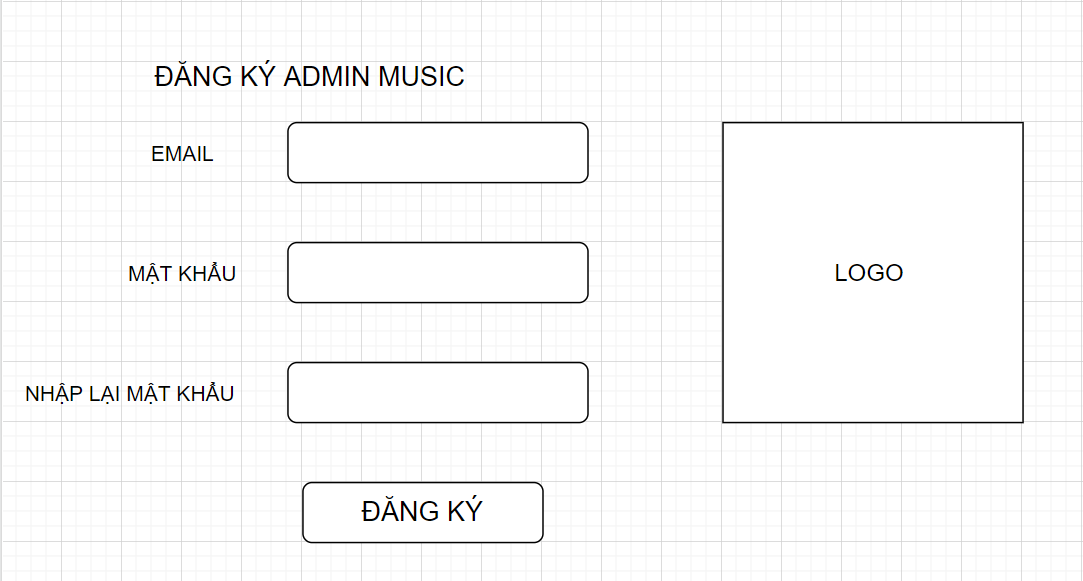 ĐĂNG KÝ ADMIN MUSIC
EMAIL
MẬT KHẨU
NHẬP LẠI MẬT KHẨU
ĐĂNG KÝ
LOGO